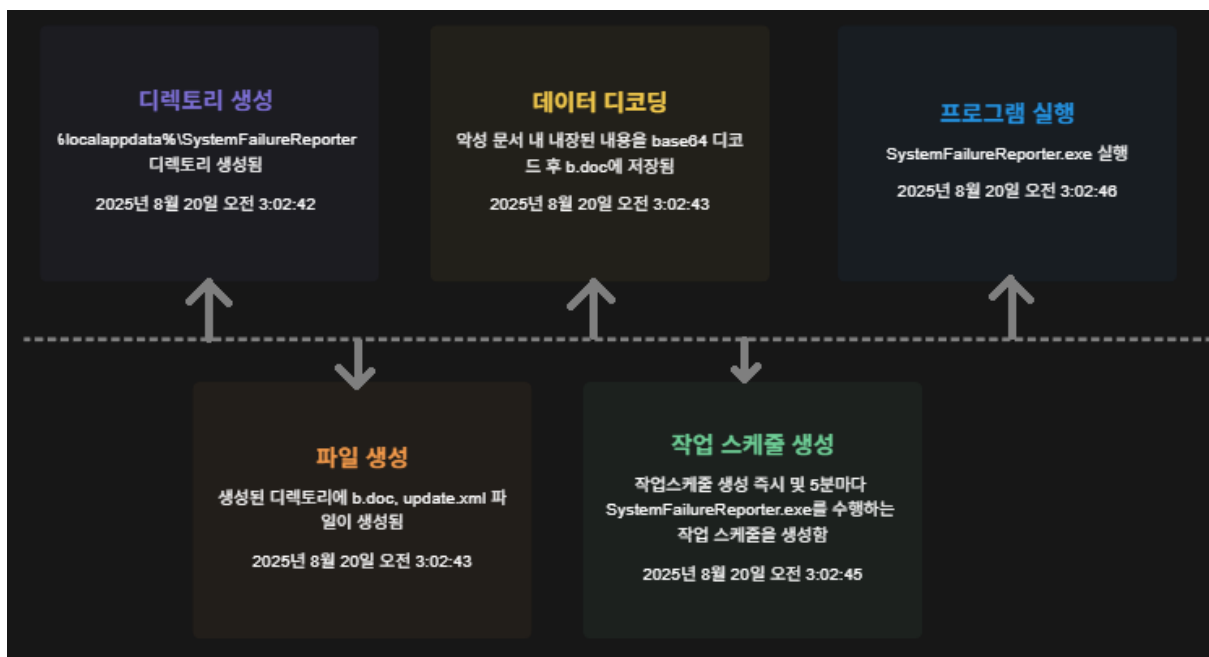 디렉토리 생성
%localappdata%\SystemFailureReporter
디렉토리 생성됨
2025년 8월 20일 오전 3:02:42
파일 생성
생성된 디렉토리에 b.doc, update.xml 파
일이 생성됨
2025년 8월 20일 오전 3:02:43
데이터 디코딩
악성 문서 내 내장된 내용을 base64 디코
드 후 b.doc에 저장됨
2025년 8월 20일 오전 3:02:43
작업 스케줄 생성
작업스케줄 생성 즉시 및 5분마다
SystemFailureReporter.exe를 수행하는
작업 스케줄을 생성함
2025년 8월 20일 오전 3:02:45
프로그램 실행
SystemFailureReporter.exe 실행
2025년 8월 20일 오전 3:02:46